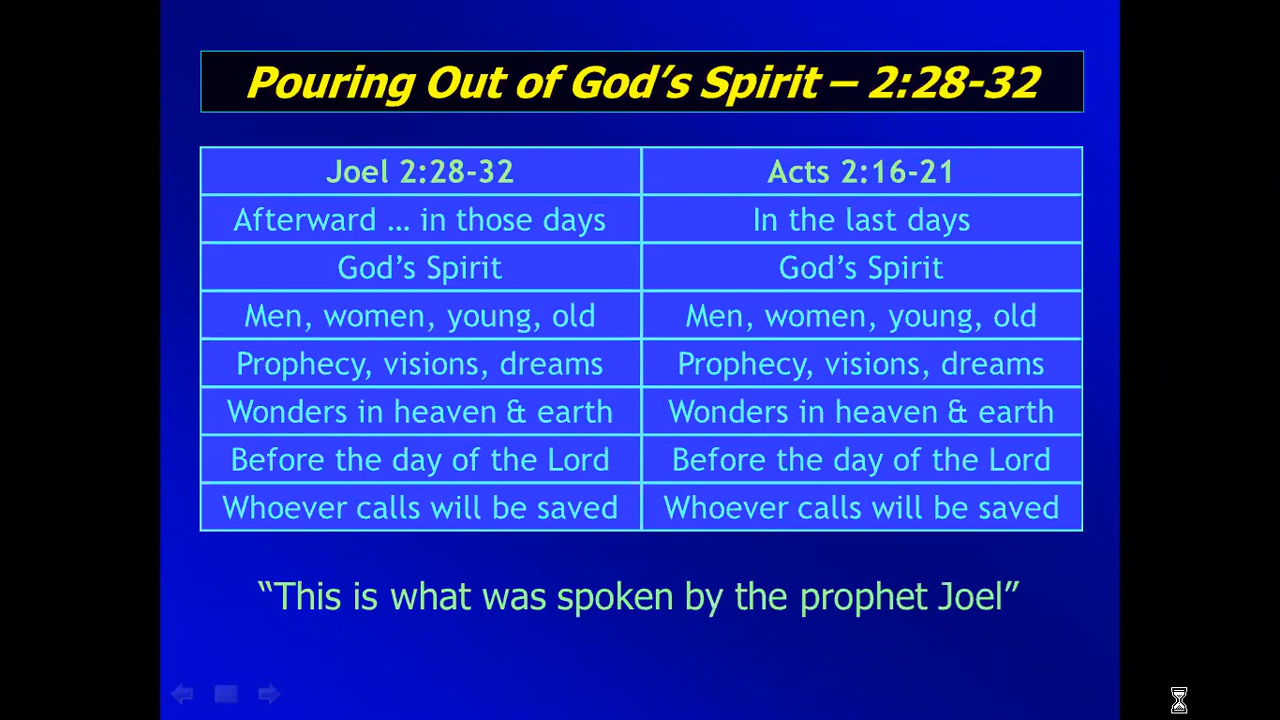 Pouring Out of God's Spirit – 2:28-32
Joel 2:28-32 Acts 2:16-21
Afterward … in those days In the last days
God's Spirit God's Spirit
Men, women, young, old Men, women, young, old
Prophecy, visions, dreams Prophecy, visions, dreams
Wonders in heaven & earth Wonders in heaven & earth
Before the day of the Lord Before the day of the Lord
Whoever calls will be saved Whoever calls will be saved
“This is what was spoken by the prophet Joel”